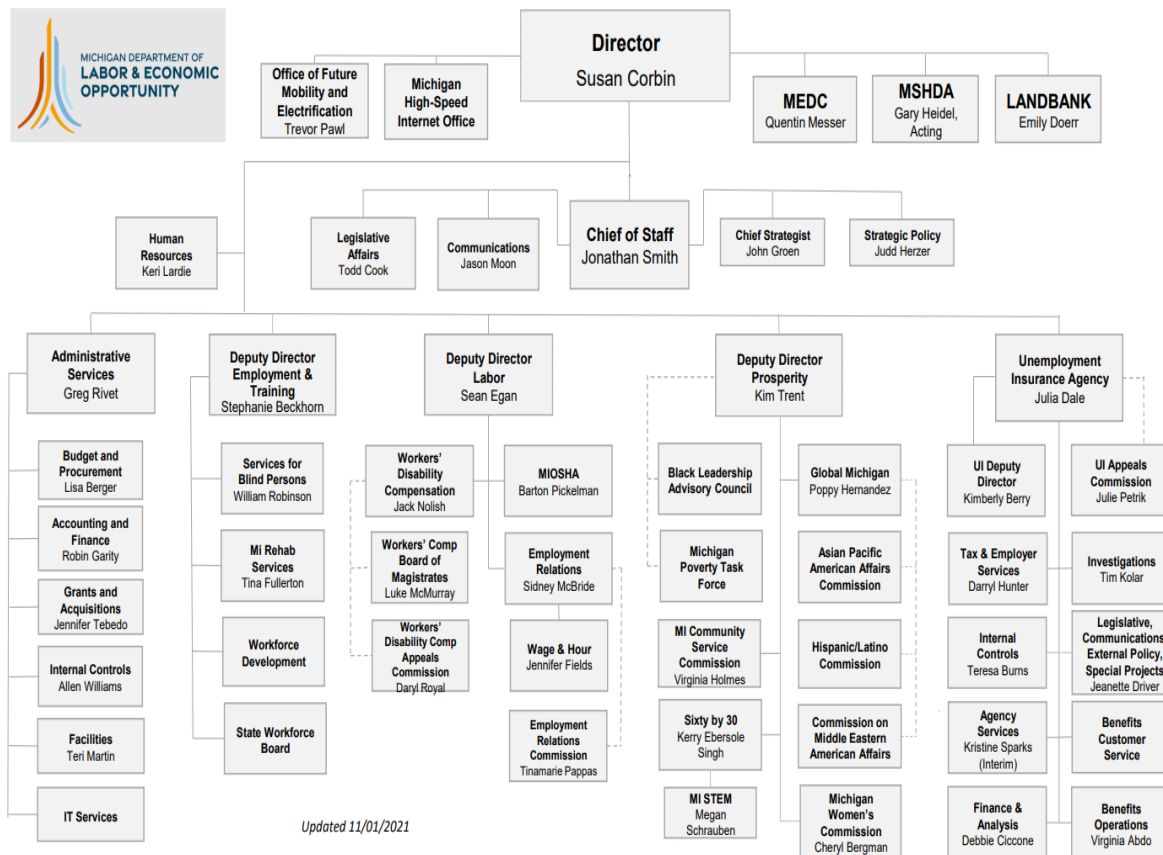 MICHIGAN DEPARTMENT OF
LABOR & ECONOMIC
OPPORTUNITY
Office of Future
Mobility and
Electrification
Trevor Pawl
Michigan
High-Speed
Internet Office
Director
Susan Corbin
MEDC
Quentin Messer
MSHDA
Gary Heidel,
Acting
LANDBANK
Emily Doerr
Human
Resources
Keri Lardie
Legislative
Affairs
Todd Cook
Communications
Jason Moon
Chief of Staff
Jonathan Smith
Chief Strategist
John Groen
Strategic Policy
Judd Herzer
Administrative
Services
Greg Rivet
Deputy Director
Employment &
Training
Stephanie Beckhorn
Deputy Director
Labor
Sean Egan
Deputy Director
Prosperity
Kim Trent
Unemployment
Insurance Agency
Julia Dale
Budget and
Procurement
Lisa Berger
Accounting and
Finance
Robin Garity
Grants and
Acquisitions
Jennifer Tebedo
Internal Controls
Allen Williams
Facilities
Teri Martin
IT Services
Services for
Blind Persons
William Robinson
Mi Rehab
Services
Tina Fullerton
Workforce
Development
State Workforce
Board
Workers'
Disability
Compensation
Jack Nolish
Workers' Comp
Board of
Magistrates
Luke McMurray
Workers'
Disability Comp
Appeals
Commission
Daryl Royal
MIOSHA
Barton Pickelman
Employment
Relations
Sidney McBride
Wage & Hour
Jennifer Fields
Employment
Relations
Commission
Tinamarie Pappas
Black Leadership
Advisory Council
Michigan
Poverty Task
Force
MI Community
Service
Commission
Virginia Holmes
Sixty by 30
Kerry Ebersole
Singh
MI STEM
Megan
Schrauben
Global Michigan
Poppy Hernandez
Asian Pacific
American Affairs
Commission
Hispanic/Latino
Commission
Commission on
Middle Eastern
American Affairs
Michigan
Women's
Commission
Cheryl Bergman
UI Deputy
Director
Kimberly Berry
Tax & Employer
Services
Darryl Hunter
Internal
Controls
Teresa Burns
Agency
Services
Kristine Sparks
(Interim)
Finance &
Analysis
Debbie Ciccone
UI Appeals
Commission
Julie Petrik
Investigations
Tim Kolar
Legislative,
Communications,
External Policy,
Special Projects
Jeanette Driver
Benefits
Customer
Service
Benefits
Operations
Virginia Abdo
Updated 11/01/2021